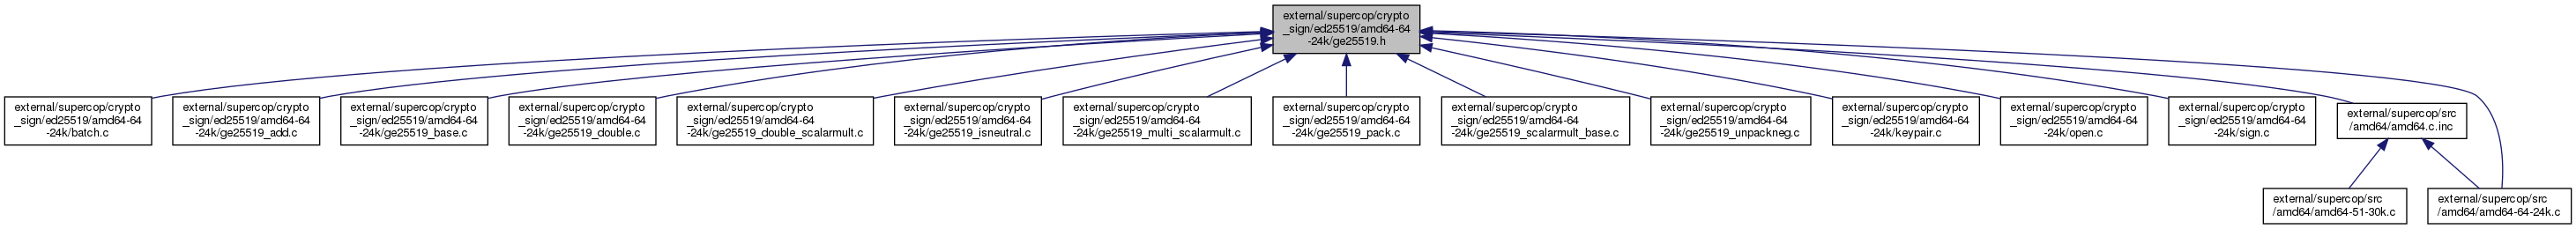 external/supercop/crypto
_sign/ed25519/amd64-64
-24k/ge25519.h
external/supercop/crypto
_sign/ed25519/amd64-64
-24k/batch.c
external/supercop/crypto
_sign/ed25519/amd64-64
-24k/ge25519_add.c
external/supercop/crypto
_sign/ed25519/amd64-64
-24k/ge25519_base.c
external/supercop/crypto
_sign/ed25519/amd64-64
-24k/ge25519_double.c
external/supercop/crypto
_sign/ed25519/amd64-64
-24k/ge25519_double_scalarmult.c
external/supercop/crypto
_sign/ed25519/amd64-64
-24k/ge25519_isneutral.c
external/supercop/crypto
_sign/ed25519/amd64-64
-24k/ge25519_multi_scalarmult.c
external/supercop/crypto
_sign/ed25519/amd64-64
-24k/ge25519_pack.c
external/supercop/crypto
_sign/ed25519/amd64-64
-24k/ge25519_scalarmult_base.c
external/supercop/crypto
_sign/ed25519/amd64-64
-24k/ge25519_unpackneg.c
external/supercop/crypto
_sign/ed25519/amd64-64
-24k/keypair.c
external/supercop/crypto
_sign/ed25519/amd64-64
-24k/open.c
external/supercop/crypto
_sign/ed25519/amd64-64
-24k/sign.c
external/supercop/src
/amd64/amd64.c.inc
external/supercop/src
/amd64/amd64-51-30k.c
external/supercop/src
/amd64/amd64-64-24k.c